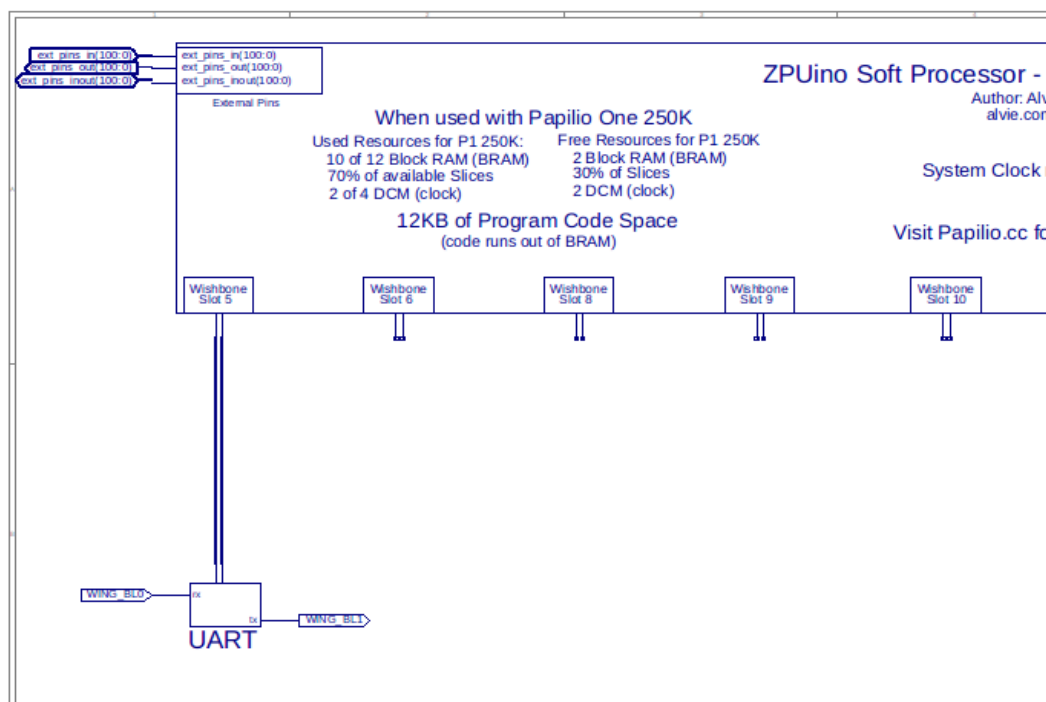 ext_pins_in(100:0)
ext_pins_out(100:0)
ext_pins_inout(100:0)
ext_pins_in(100:0)
ext_pins_out(100:0)
ext_pins_inout(100:0)
External Pins
ZPUino Soft Processor -
Author: Alv
alvie.com
When used with Papilio One 250K
Used Resources for P1 250K:
10 of 12 Block RAM (BRAM)
70% of available Slices
2 of 4 DCM (clock)
Free Resources for P1 250K
2 Block RAM (BRAM)
30% of Slices
2 DCM (clock)
System Clock
12KB of Program Code Space
(code runs out of BRAM)
Visit Papilio.cc fo
Wishbone
Slot 5
Wishbone
Slot 6
Wishbone
Slot 8
Wishbone
Slot 9
Wishbone
Slot 10
WING_BL0
rx
tx
WING_BL1
UART